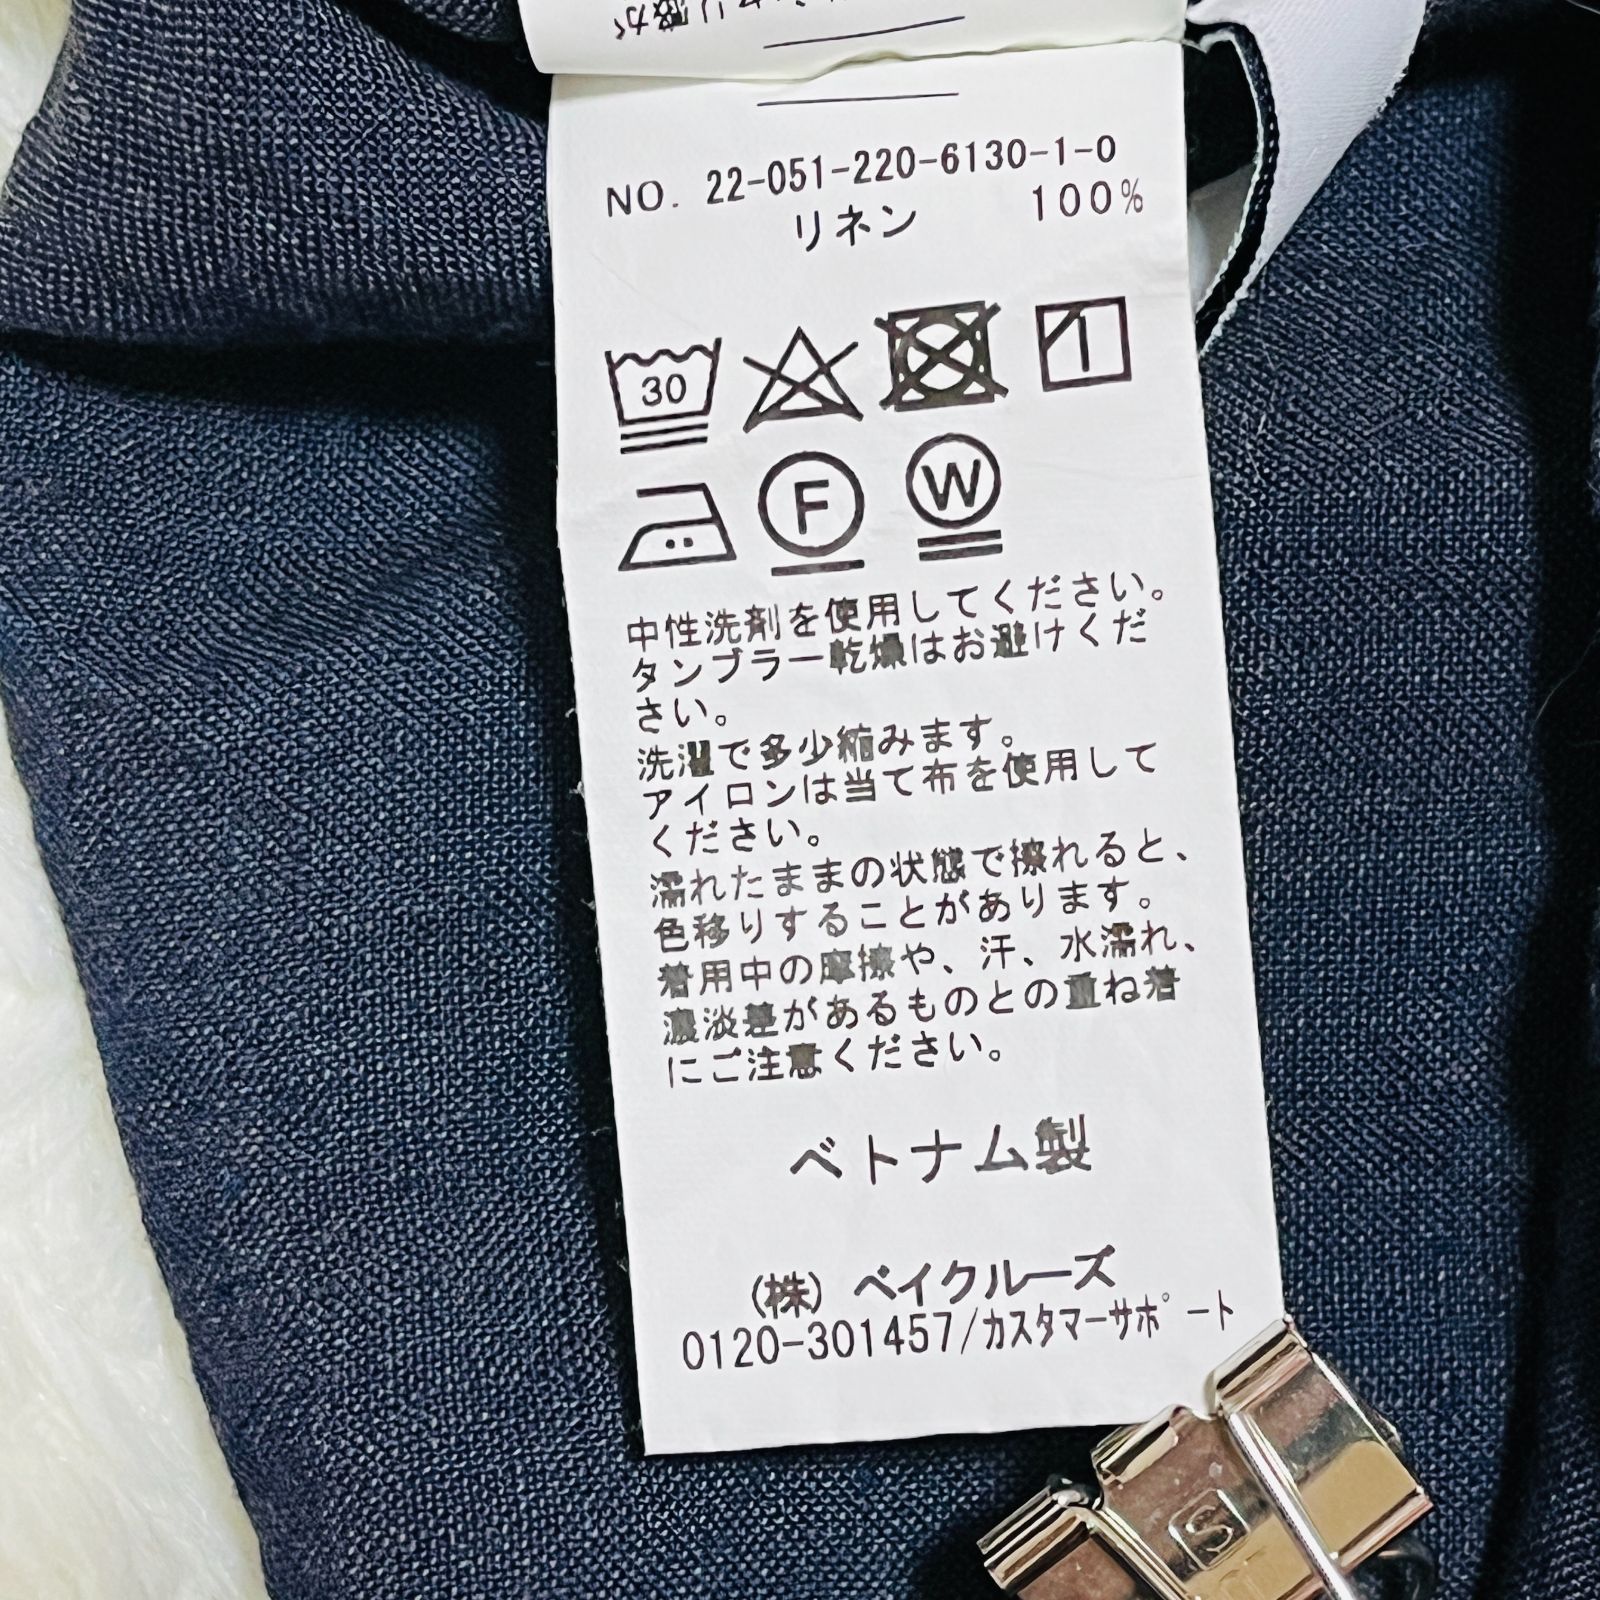 NO. 22-051-220-6130-1-0
リネン 100%
30
F W
中性洗剤を使用してください。
タンブラー乾燥はお避けくだ
さい。
洗濯で多少縮みます。
アイロンは当て布を使用して
ください。
濡れたままの状態で擦れると、
色移りすることがあります。
着用中の摩擦や、汗、水濡れ、
濃淡差があるものとの重ね着
にご注意ください。
ベトナム製
(株) ベイクルーズ
0120-301457/カスタマーサポート
S